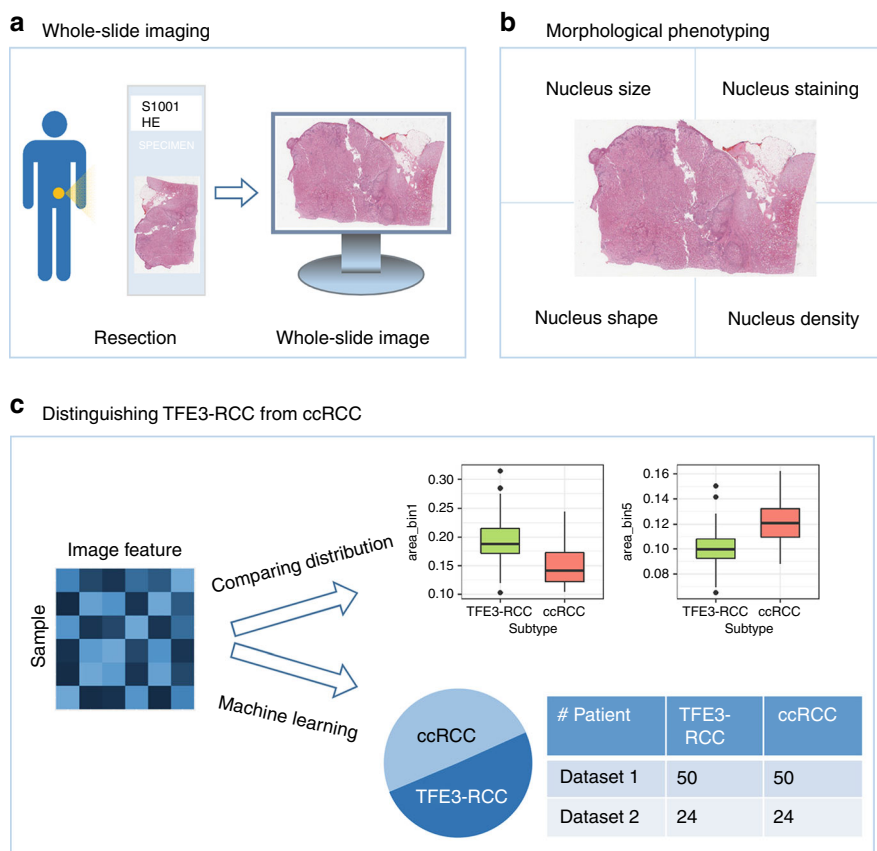 a
Whole-slide imaging
S1001
HE
SPECIMEN
Resection
Whole-slide image
b
Morphological phenotyping
Nucleus size
Nucleus staining
Nucleus shape
Nucleus density
c
Distinguishing TFE3-RCC from ccRCC
Image feature
Sample
Comparing distribution
Machine learning
area_bin1
0.30
0.20
0.15
0.10
TFE3-RCC ccRCC
Subtype
area_bin5
0.16
0.14
0.12
0.10
0.08
TFE3-RCC ccRCC
Subtype
ccRCC
TFE3-RCC
# Patient TFE3-RCC ccRCC
Dataset 1 50 50
Dataset 2 24 24